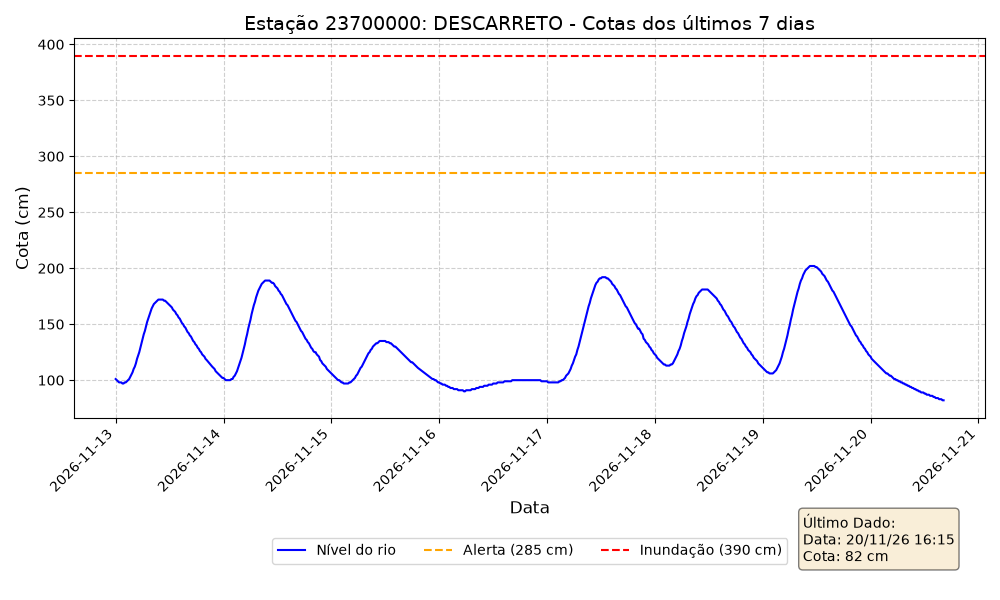 Estação 23700000: DESCARRETO - Cotas dos últimos 7 dias
400
350
300
250
200
150
100
Cota (cm)
2026-11-13
2026-11-14
2026-11-15
2026-11-16
2026-11-17
2026-11-18
2026-11-19
2026-11-20
2026-11-21
Data
Nível do rio
Alerta (285 cm)
Inundação (390 cm)
Último Dado:
Data: 20/11/26 16:15
Cota: 82 cm